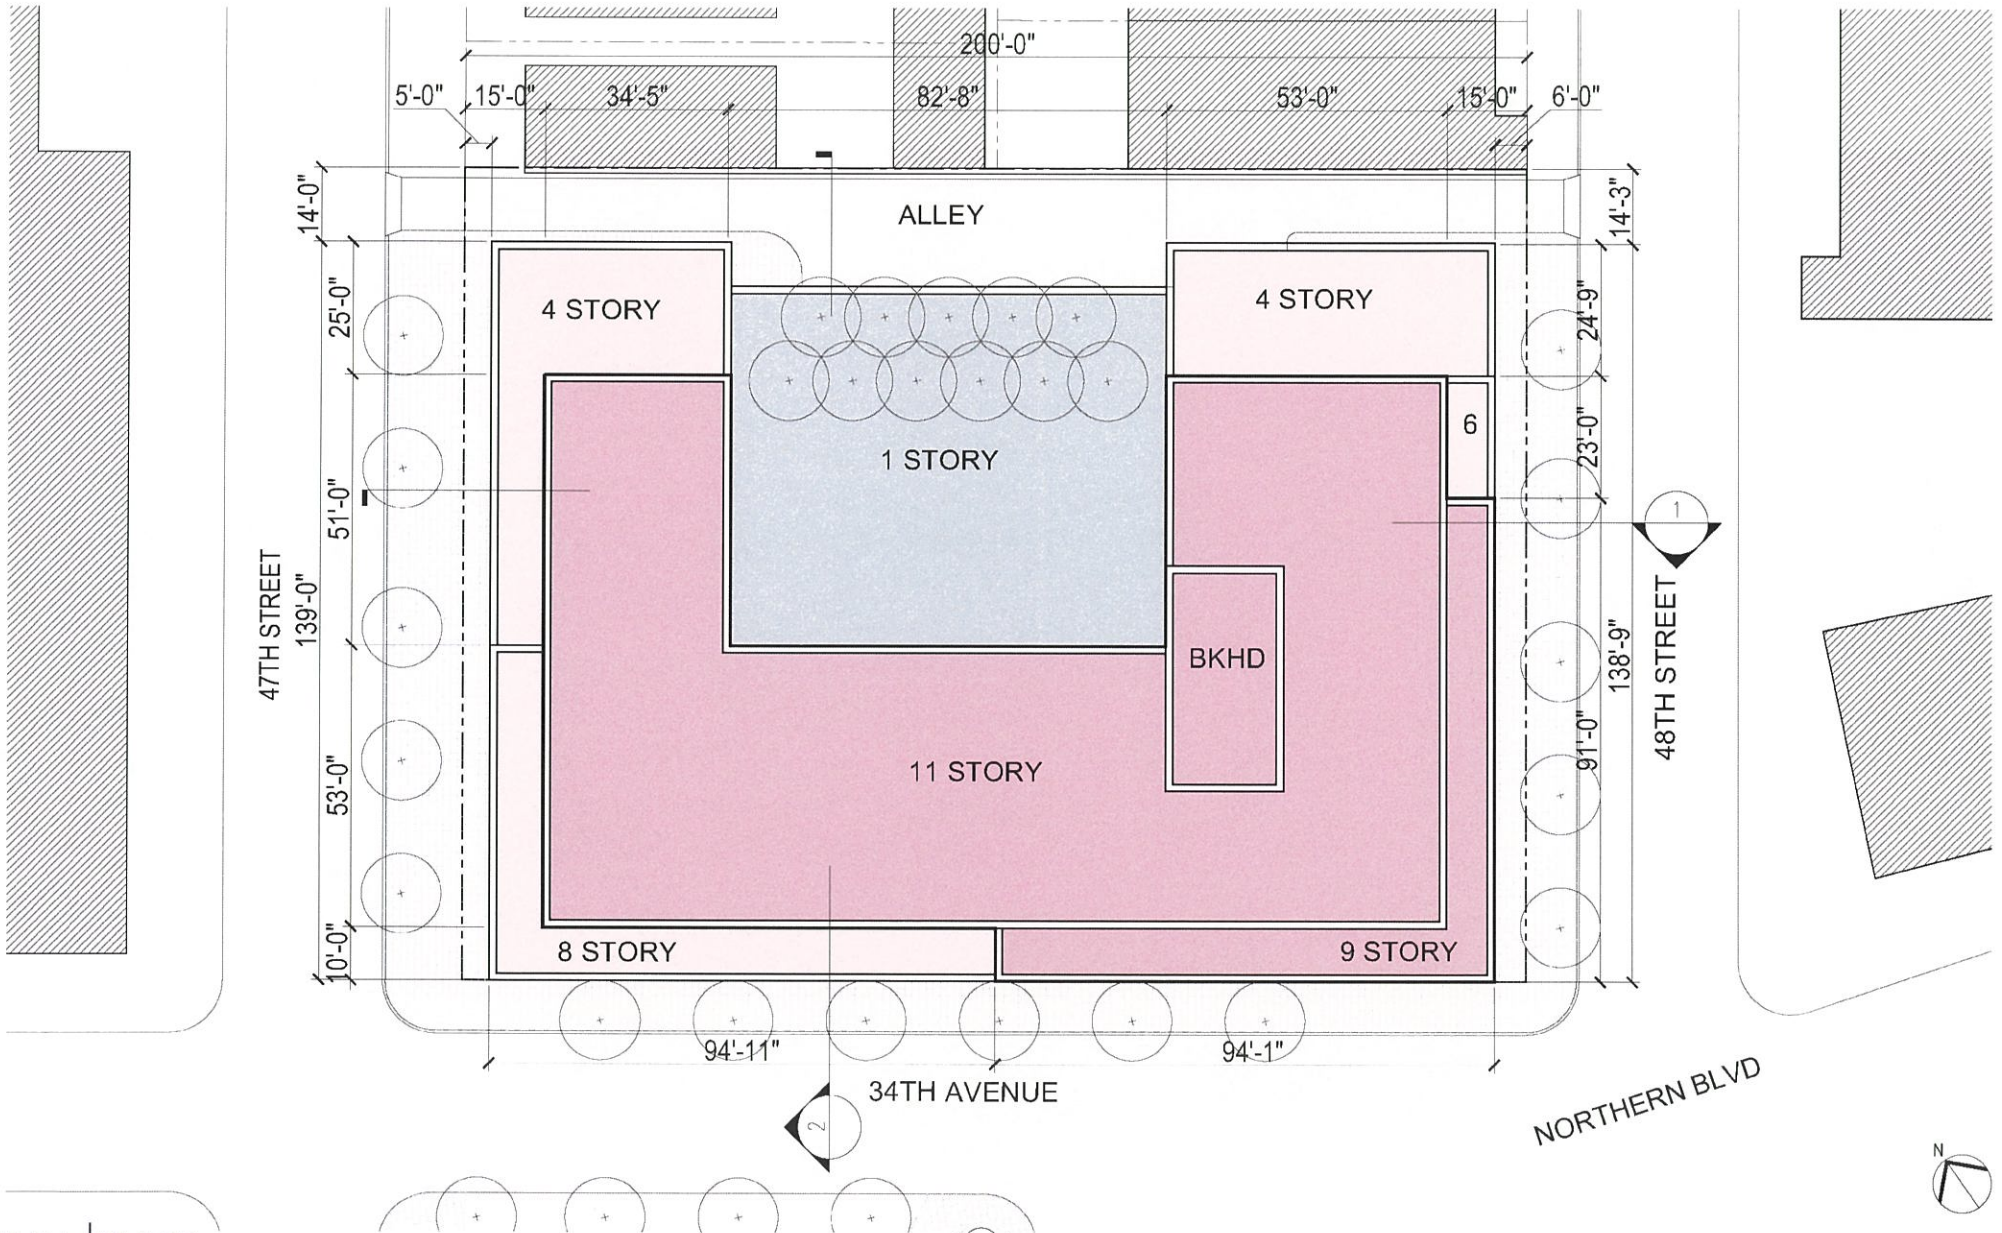 200'-0"
5'-0"
15'-0"
34'-5"
82'-8"
53'-0"
15'-0"
6'-0"
14'-0"
ALLEY
14'-3"
25'-0"
4 STORY
4 STORY
24'-9"
6
23'-0"
1 STORY
51'-0"
1
47TH STREET
139'-0"
BKHD
138'-9"
48TH STREET
91'-0"
53'-0"
11 STORY
10'-0"
8 STORY
9 STORY
94'-11"
94'-1"
34TH AVENUE
2
NORTHERN BLVD
N